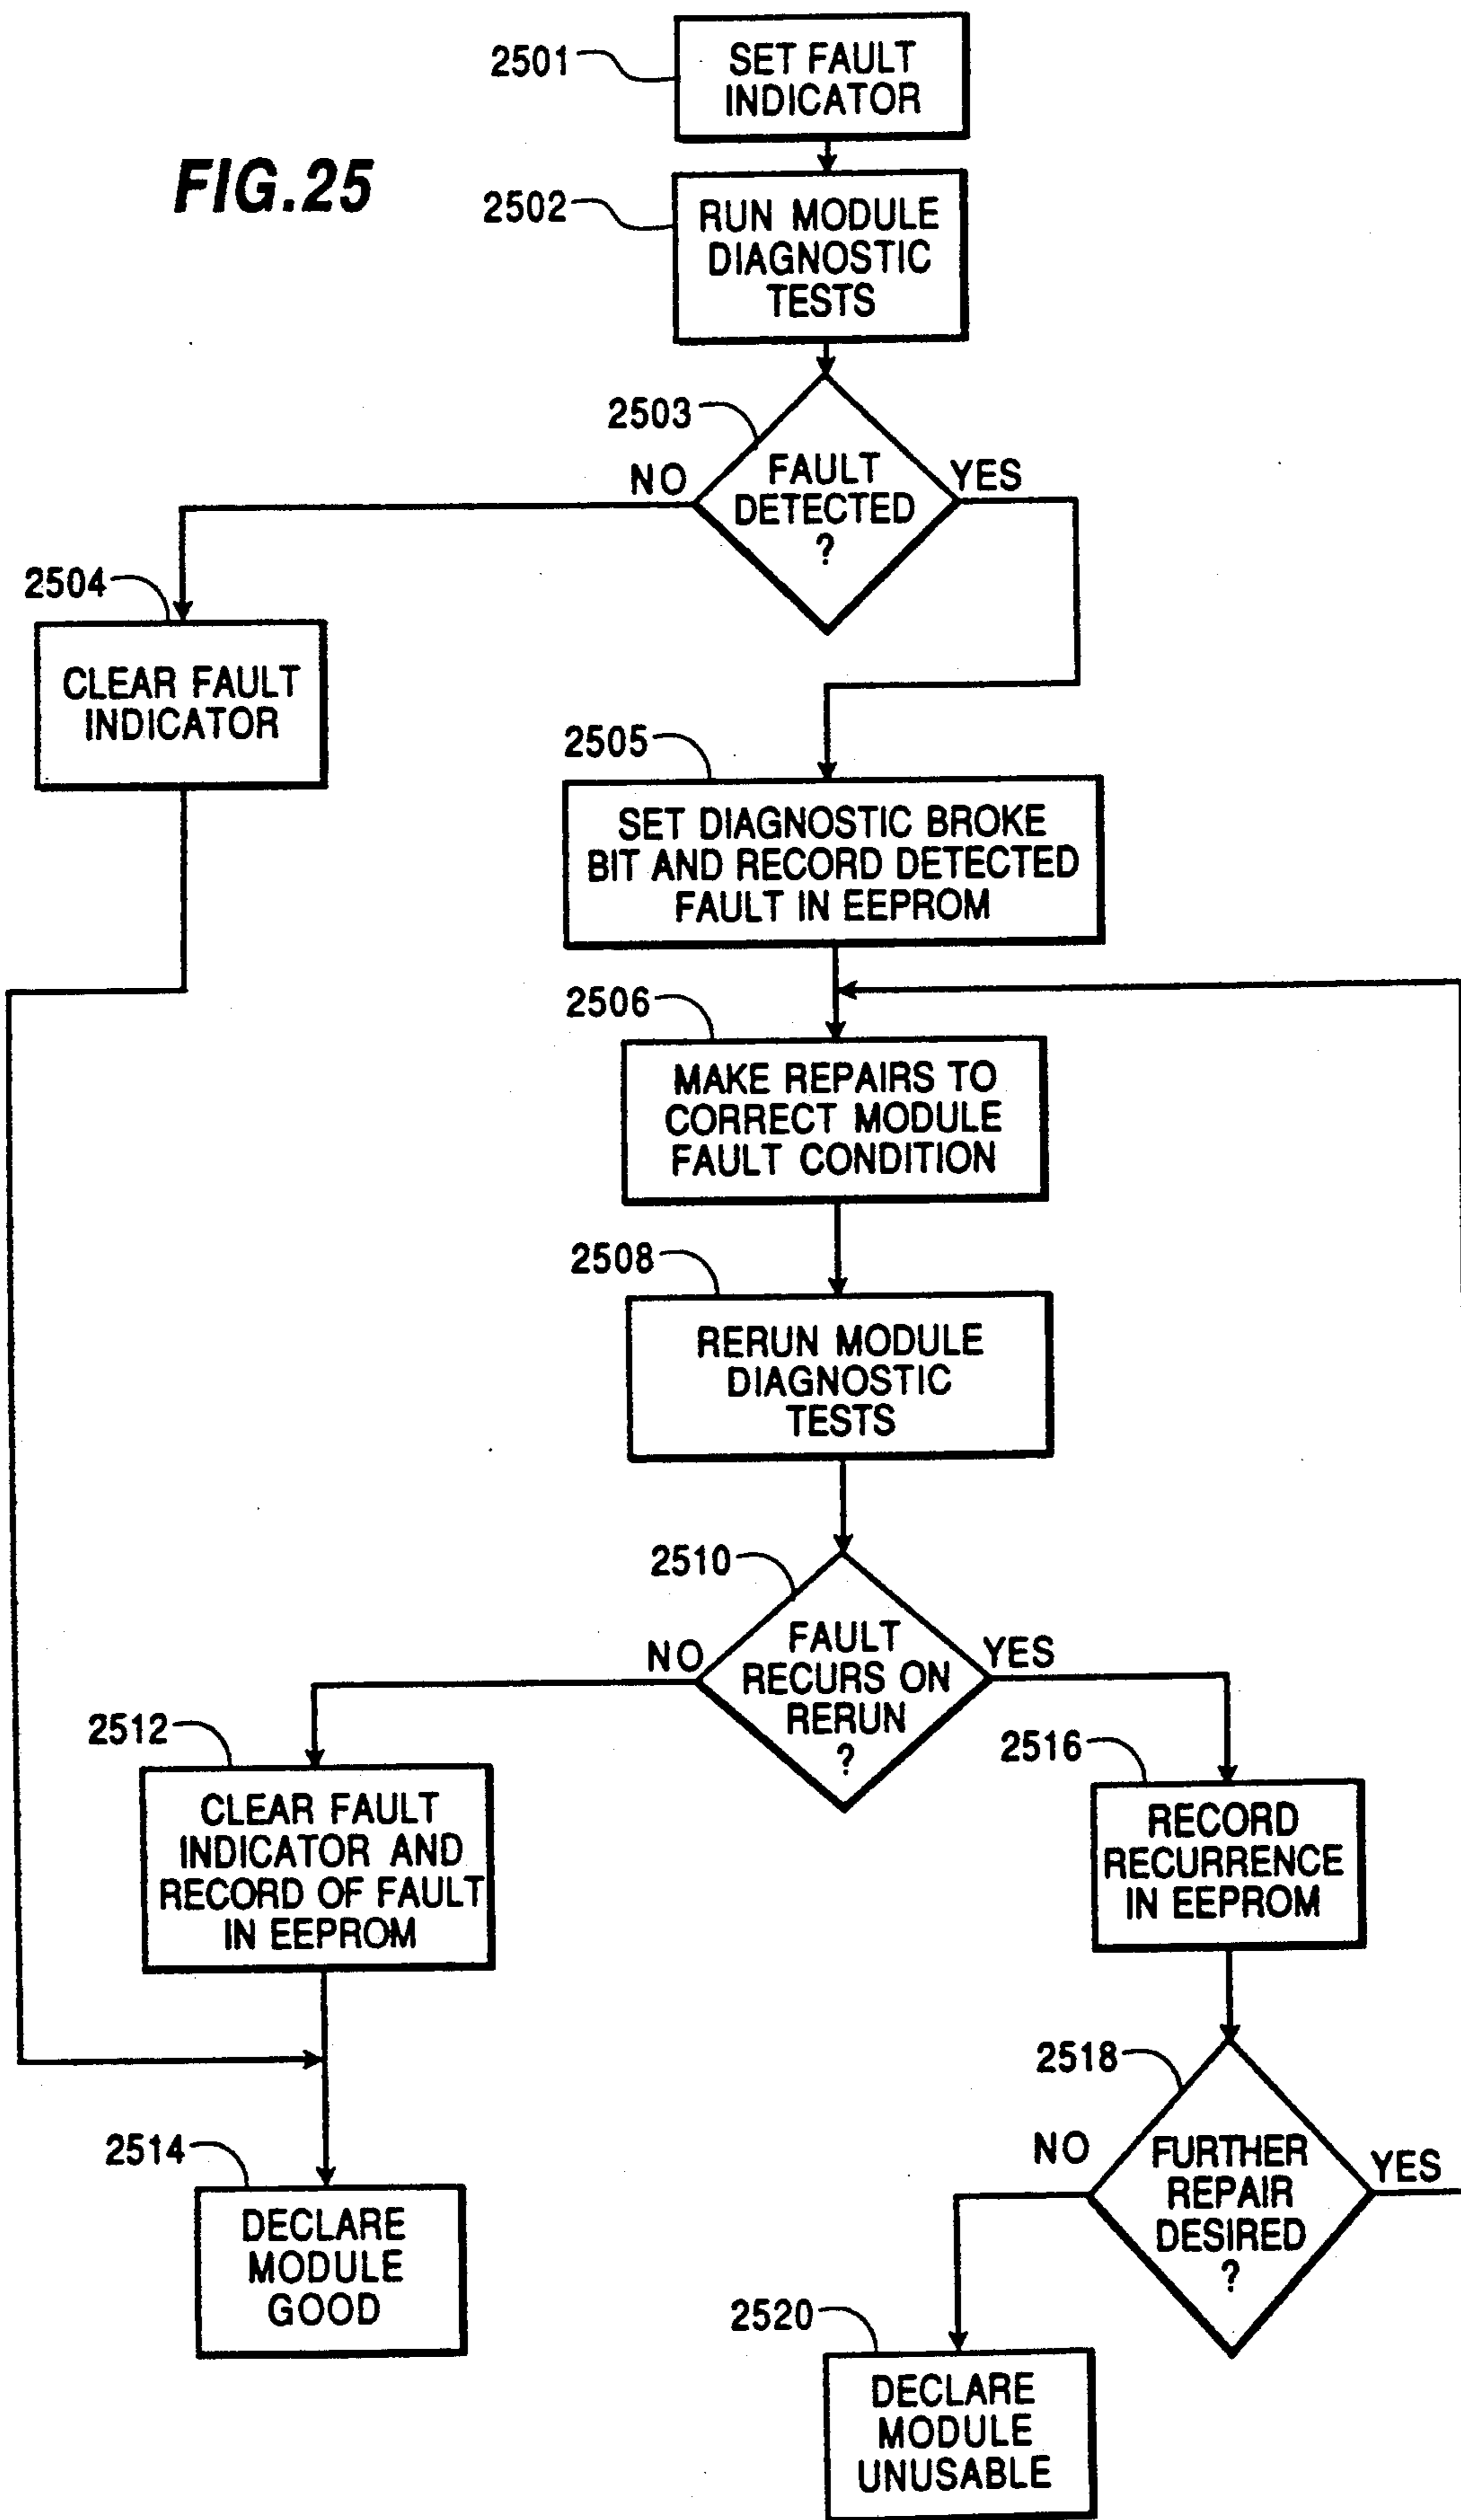 2501
SET FAULT
INDICATOR
FIG.25
2502
RUN MODULE
DIAGNOSTIC
TESTS
2503
NO
FAULT
DETECTED
?
YES
2504
CLEAR FAULT
INDICATOR
2505
SET DIAGNOSTIC BROKE
BIT AND RECORD DETECTED
FAULT IN EEPROM
2506
MAKE REPAIRS TO
CORRECT MODULE
FAULT CONDITION
2508
RERUN MODULE
DIAGNOSTIC
TESTS
2510
NO
FAULT
RECURS ON
RERUN
?
YES
2512
CLEAR FAULT
INDICATOR AND
RECORD OF FAULT
IN EEPROM
2516
RECORD
RECURRENCE
IN EEPROM
2518
NO
FURTHER
REPAIR
DESIRED
?
YES
2514
DECLARE
MODULE
GOOD
2520
DECLARE
MODULE
UNUSABLE